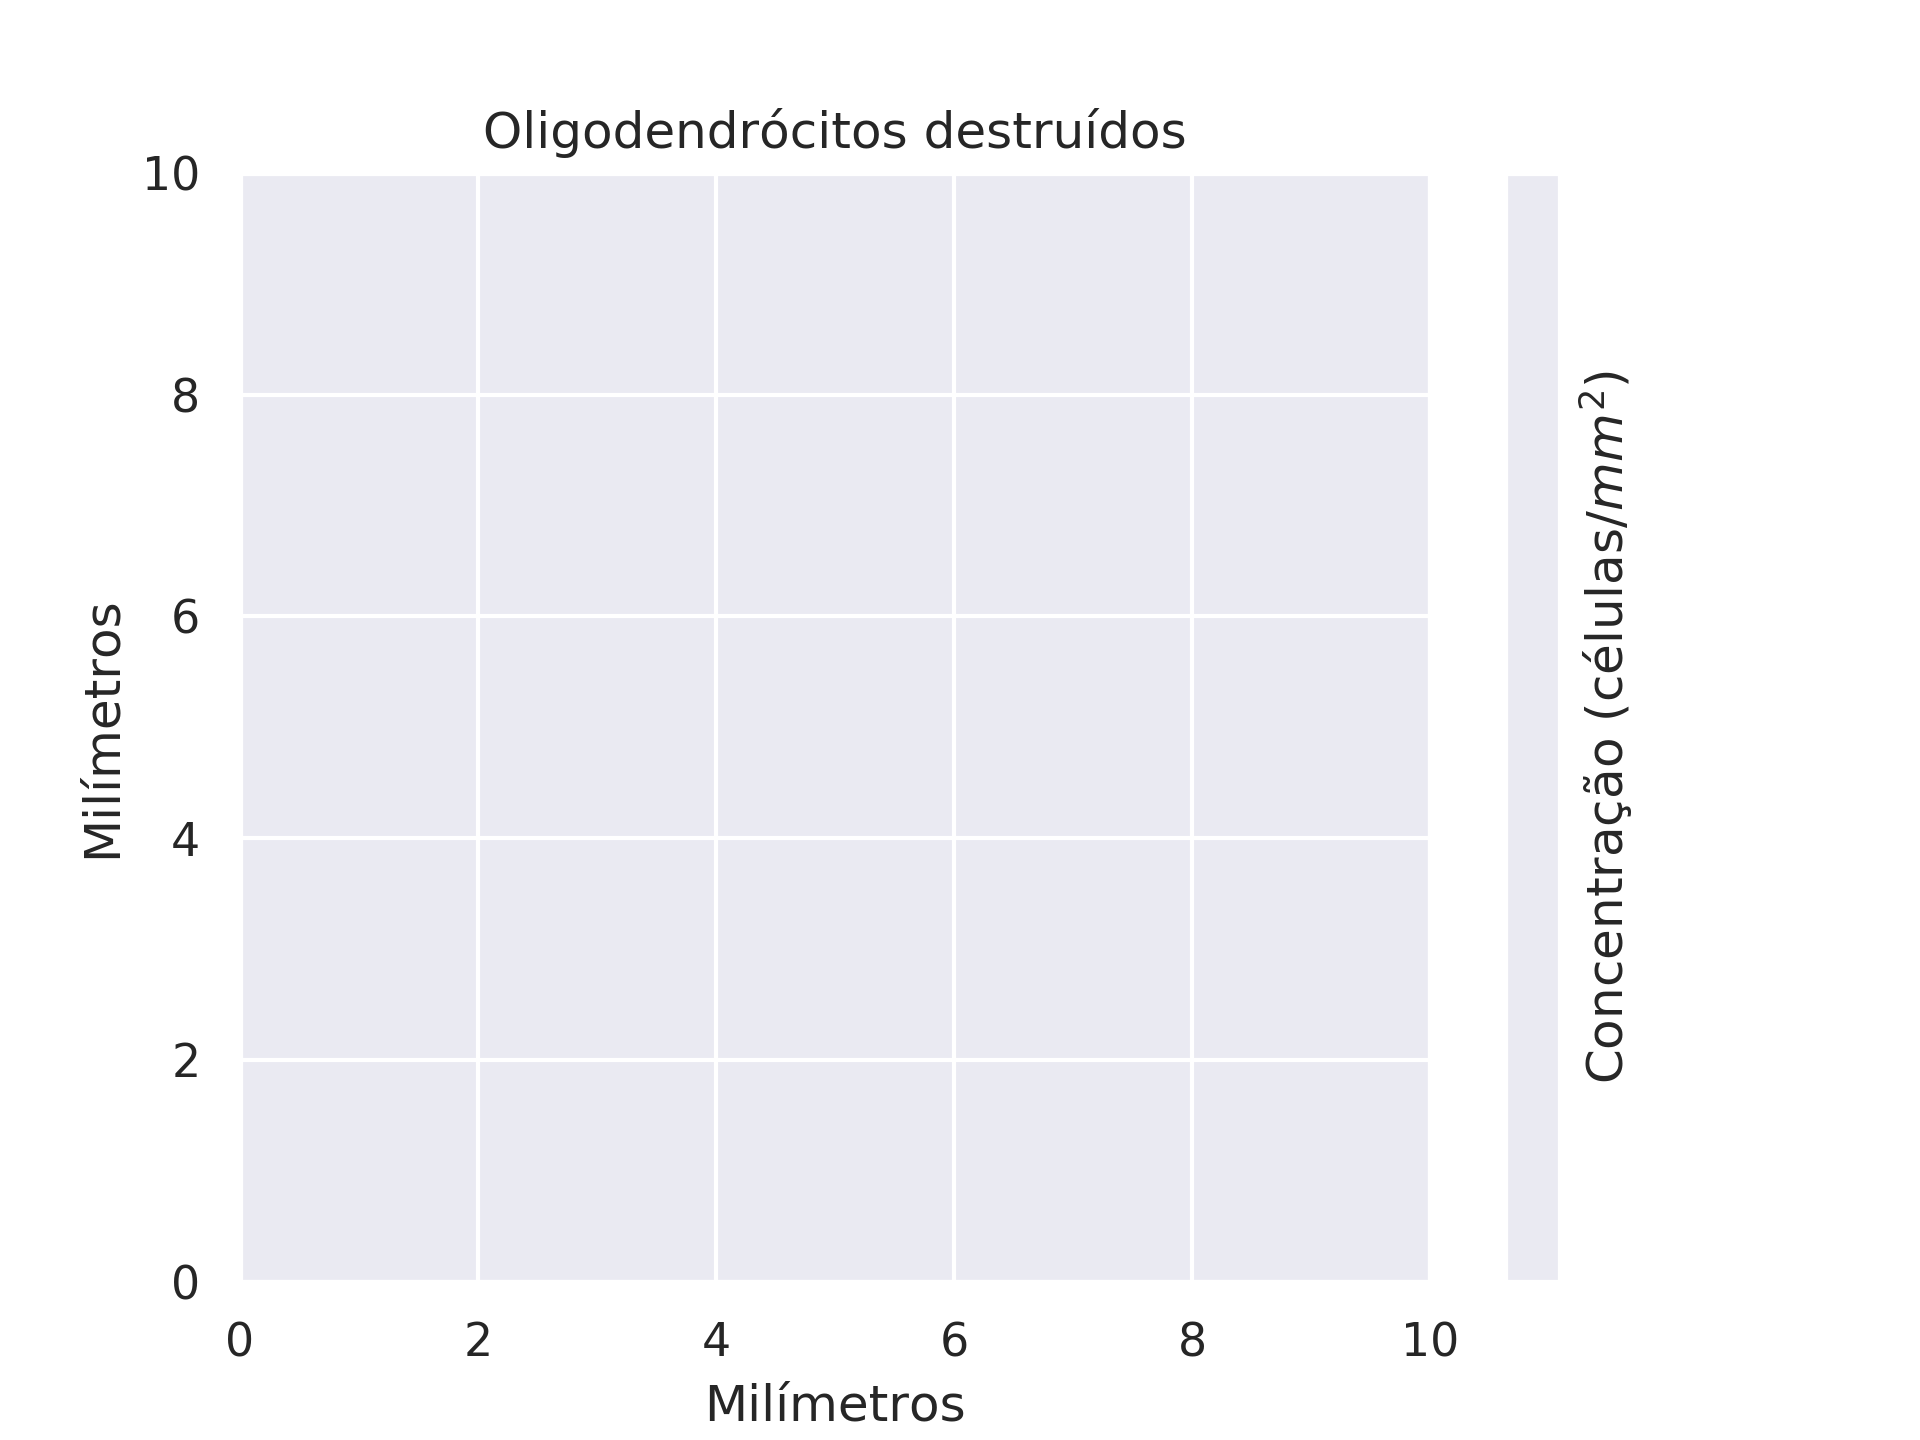 Oligodendrócitos destruídos
10
8
6
4
2
0
Milímetros
0 2 4 6 8 10
Milímetros
Concentração (células/mm²)